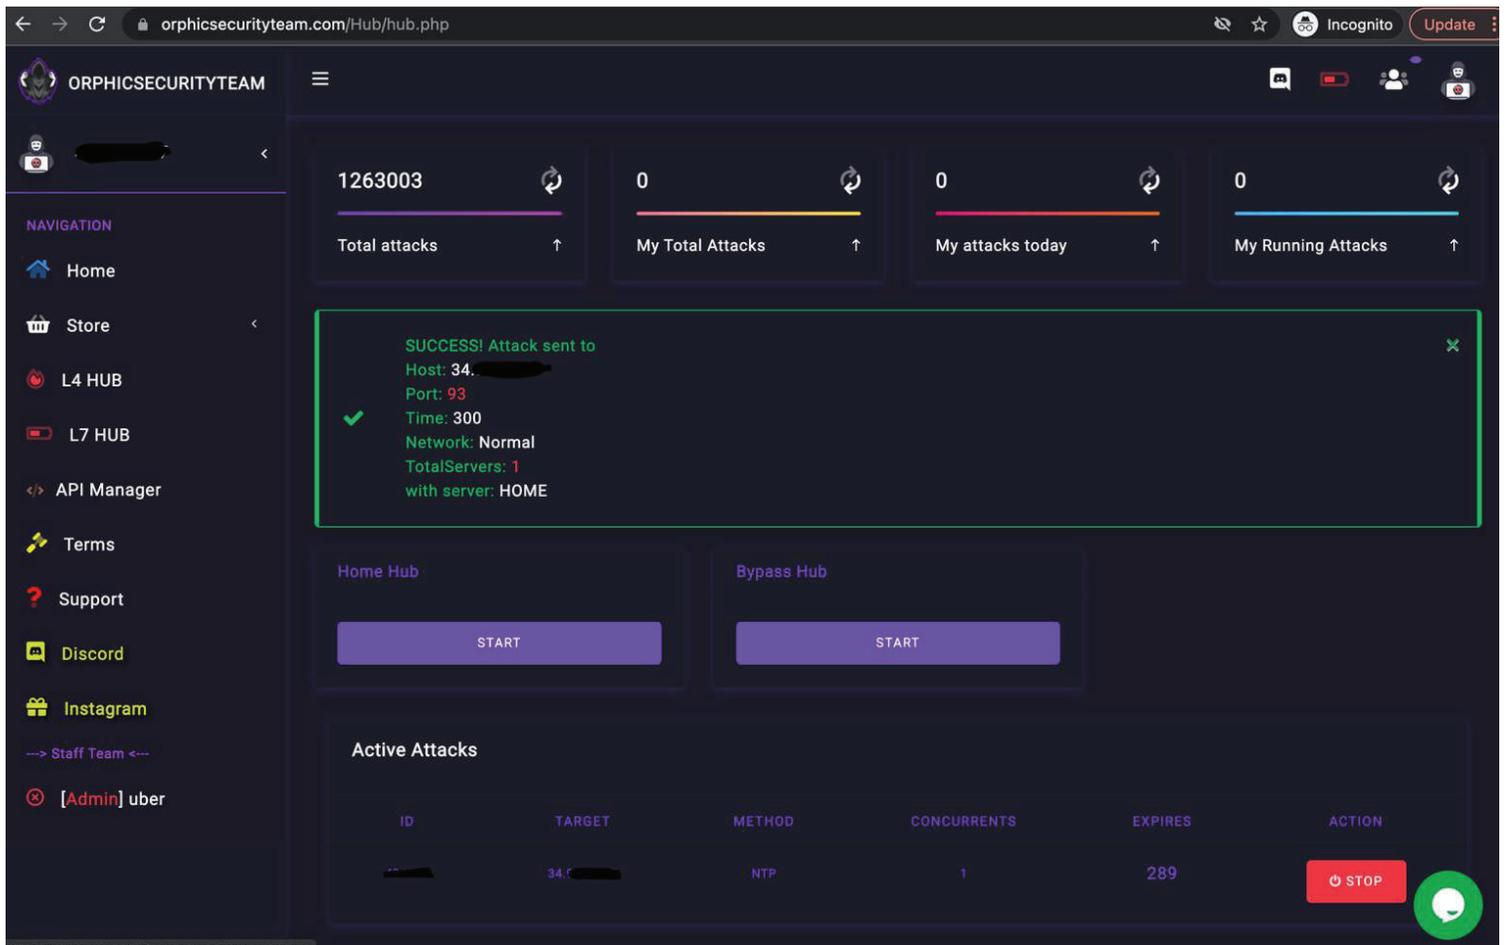 orphicsecurityteam.com/Hub/hub.php
Incognito
Update
ORPHICSECURITYTEAM
NAVIGATION
Home
Store
L4 HUB
L7 HUB
API Manager
Terms
Support
Discord
Instagram
---> Staff Team <---
[Admin] uber
1263003
Total attacks
0
My Total Attacks
0
My attacks today
0
My Running Attacks
SUCCESS! Attack sent to
Host: 34.
Port: 93
Time: 300
Network: Normal
TotalServers: 1
with server: HOME
Home Hub
START
Bypass Hub
START
Active Attacks
ID TARGET METHOD CONCURRENTS EXPIRES ACTION
34. NTP 1 289 STOP